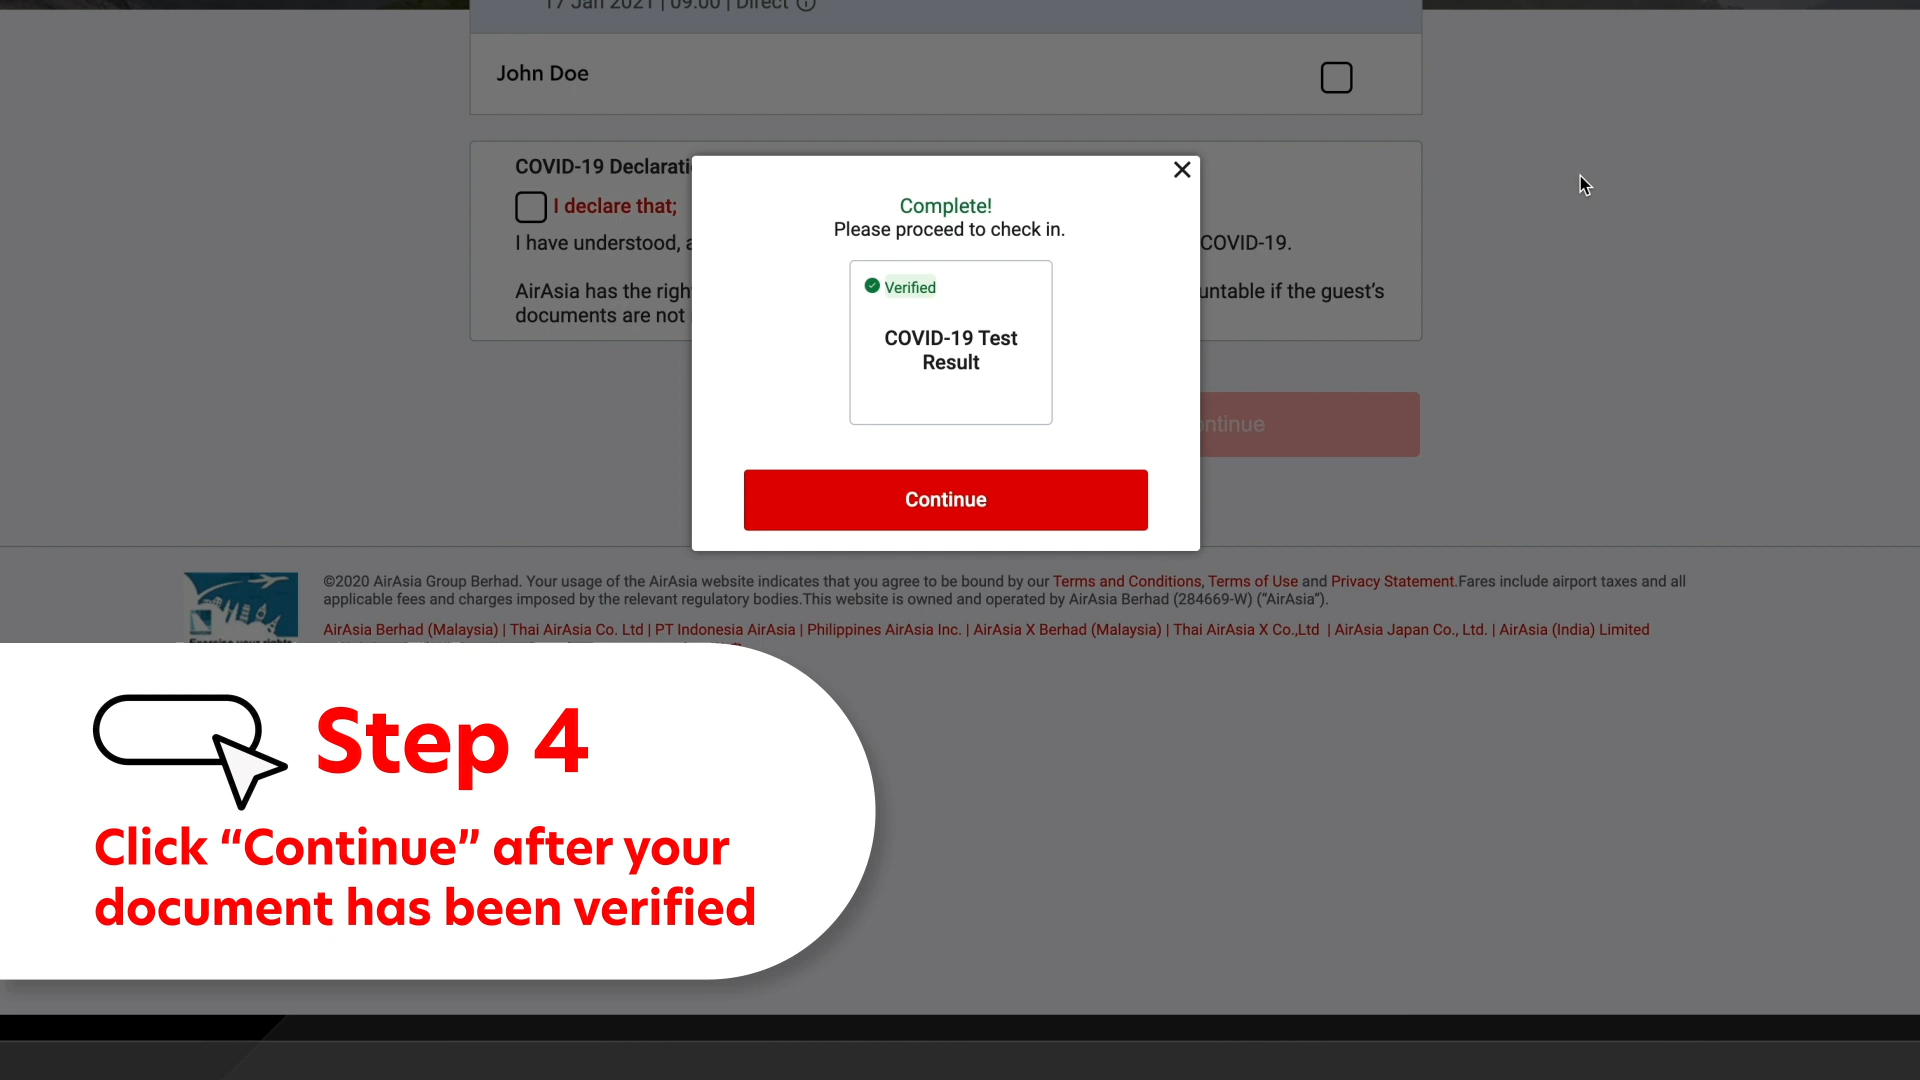 17 Jan 2021 | 09.00 | Direct
John Doe
COVID-19 Declarati
I declare that;
I have understood, a
COVID-19.
AirAsia has the righ
untable if the guest's
documents are not
Complete!
Please proceed to check in.
Verified
COVID-19 Test
Result
Continue
ntinue
©2020 AirAsia Group Berhad. Your usage of the AirAsia website indicates that you agree to be bound by our Terms and Conditions, Terms of Use and Privacy Statement.Fares include airport taxes and all
applicable fees and charges imposed by the relevant regulatory bodies.This website is owned and operated by AirAsia Berhad (284669-W) (“AirAsia”).
AirAsia Berhad (Malaysia) | Thai AirAsia Co. Ltd | PT Indonesia AirAsia | Philippines AirAsia Inc. | AirAsia X Berhad (Malaysia) | Thai AirAsia X Co.,Ltd | AirAsia Japan Co., Ltd. | AirAsia (India) Limited
Exercise your rights
Step 4
Click “Continue” after your
document has been verified